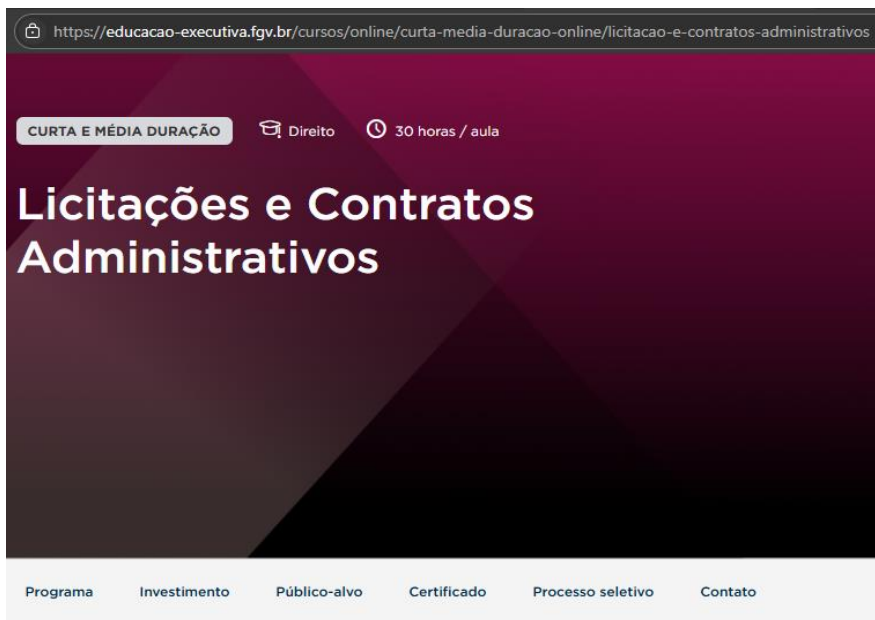 https://educacao-executiva.fgv.br/cursos/online/curta-media-duracao-online/licitacao-e-contratos-administrativos
CURTA E MÉDIA DURAÇÃO Direito 30 horas / aula
Licitações e Contratos
Administrativos
Programa Investimento Público-alvo Certificado Processo seletivo Contato